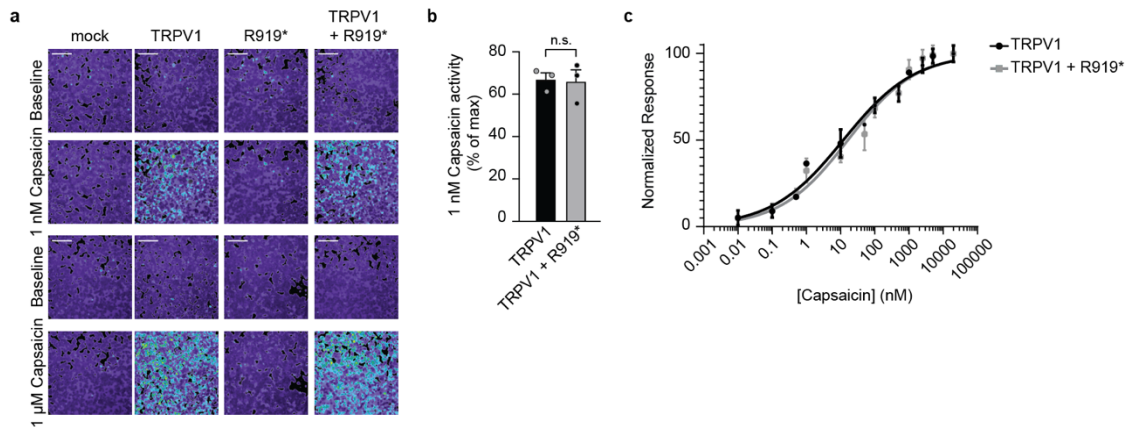 a
mock
TRPV1
R919*
TRPV1
+ R919*
Baseline
1 nM Capsaicin
Baseline
1 µM Capsaicin
b
n.s.
1 nM Capsaicin activity
(% of max)
80
60
40
20
0
TRPV1
TRPV1 + R919*
c
TRPV1
TRPV1 + R919*
Normalized Response
100
50
0
0.001
0.01
0.1
1
10
100
1000
10000
100000
[Capsaicin] (nM)